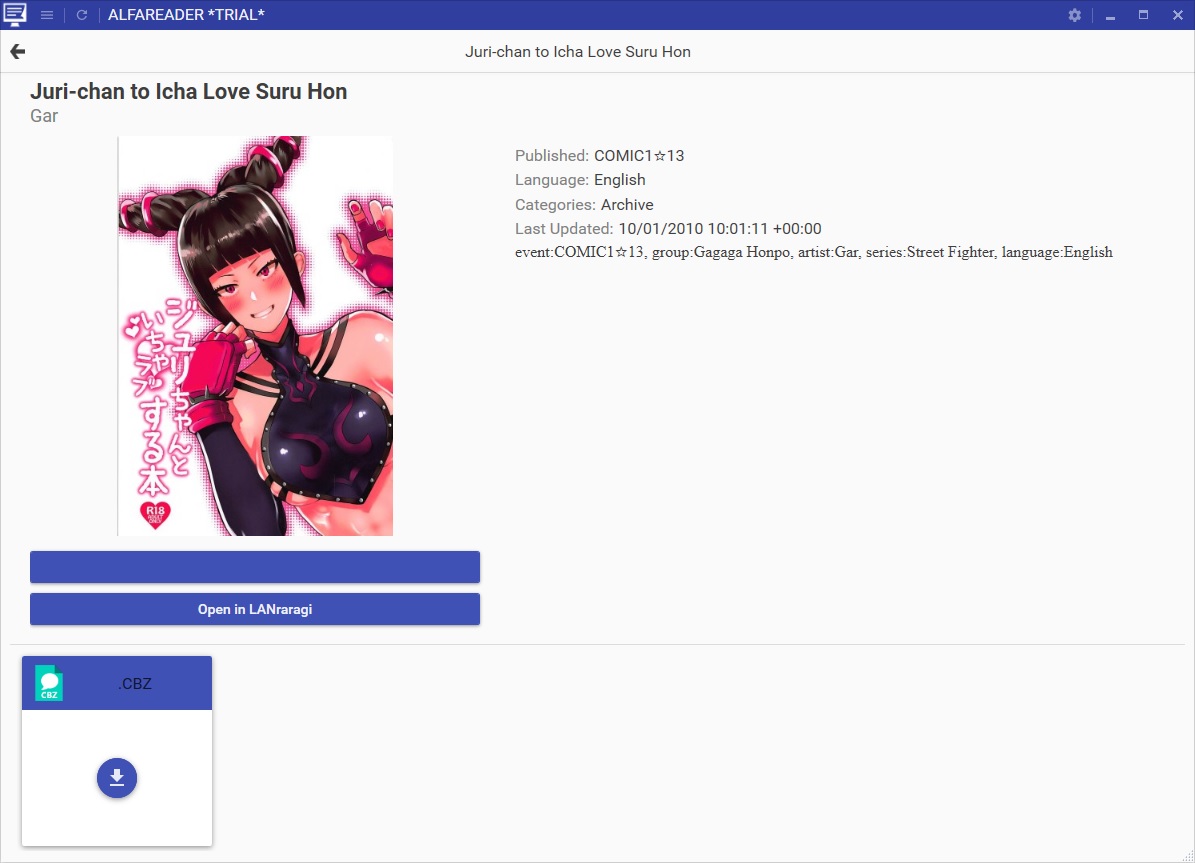 ALFAREADER *TRIAL*
Juri-chan to Icha Love Suru Hon
Juri-chan to Icha Love Suru Hon
Gar
ジュリちゃんと
いちゃラブする本
R18
ADULT
ONLY
Published: COMIC1☆13
Language: English
Categories: Archive
Last Updated: 10/01/2010 10:01:11 +00:00
event:COMIC1☆13, group:Gagaga Honpo, artist:Gar, series:Street Fighter, language:English
Open in LANraragi
CBZ
.CBZ